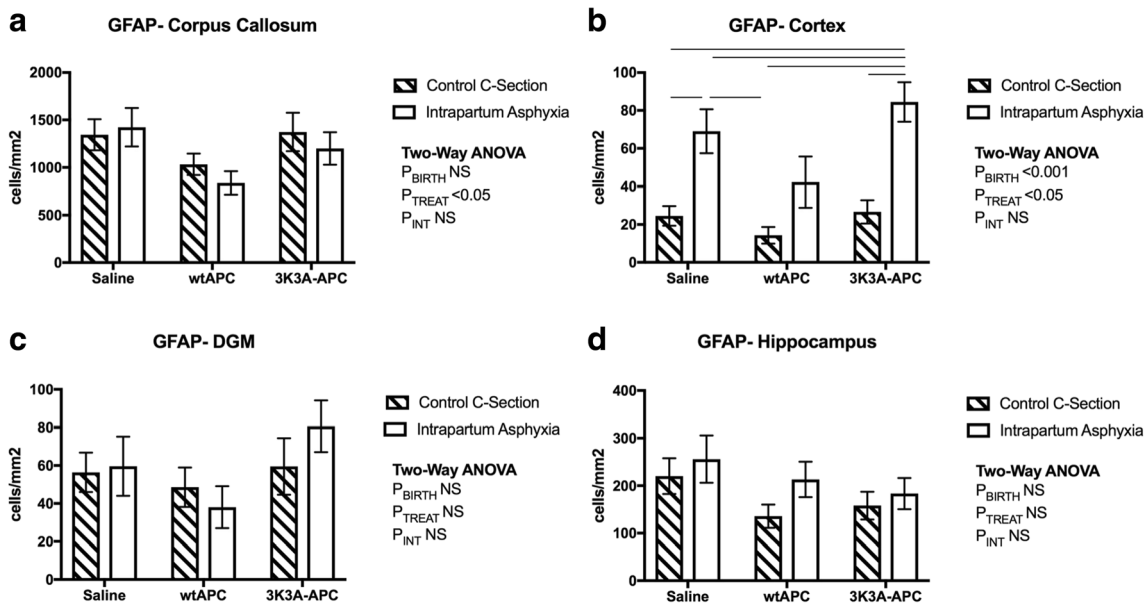 a
GFAP- Corpus Callosum
cells/mm2
2000
1500
1000
500
0
Saline
wtAPC
3K3A-APC
Control C-Section
Intrapartum Asphyxia
Two-Way ANOVA
PBIRTH NS
PTREAT <0.05
PINT NS
b
GFAP- Cortex
cells/mm2
100
80
60
40
20
0
Saline
wtAPC
3K3A-APC
Control C-Section
Intrapartum Asphyxia
Two-Way ANOVA
PBIRTH <0.001
PTREAT <0.05
PINT NS
c
GFAP- DGM
cells/mm2
100
80
60
40
20
0
Saline
wtAPC
3K3A-APC
Control C-Section
Intrapartum Asphyxia
Two-Way ANOVA
PBIRTH NS
PTREAT NS
PINT NS
d
GFAP- Hippocampus
cells/mm2
400
300
200
100
0
Saline
wtAPC
3K3A-APC
Control C-Section
Intrapartum Asphyxia
Two-Way ANOVA
PBIRTH NS
PTREAT NS
PINT NS